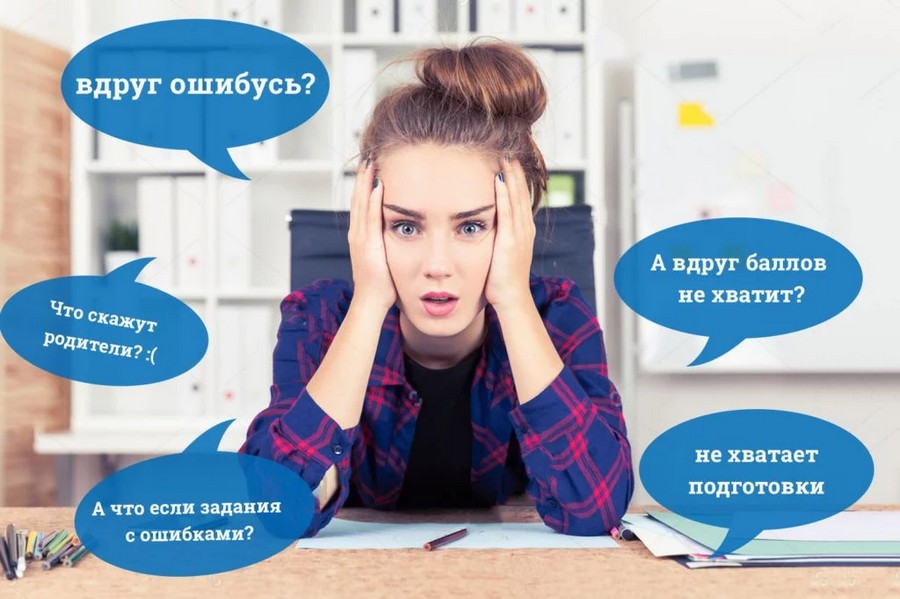 вдруг ошибусь?
А вдруг баллов
не хватит?
Что скажут
родители? :(
не хватает
подготовки
А что если задания
с ошибками?